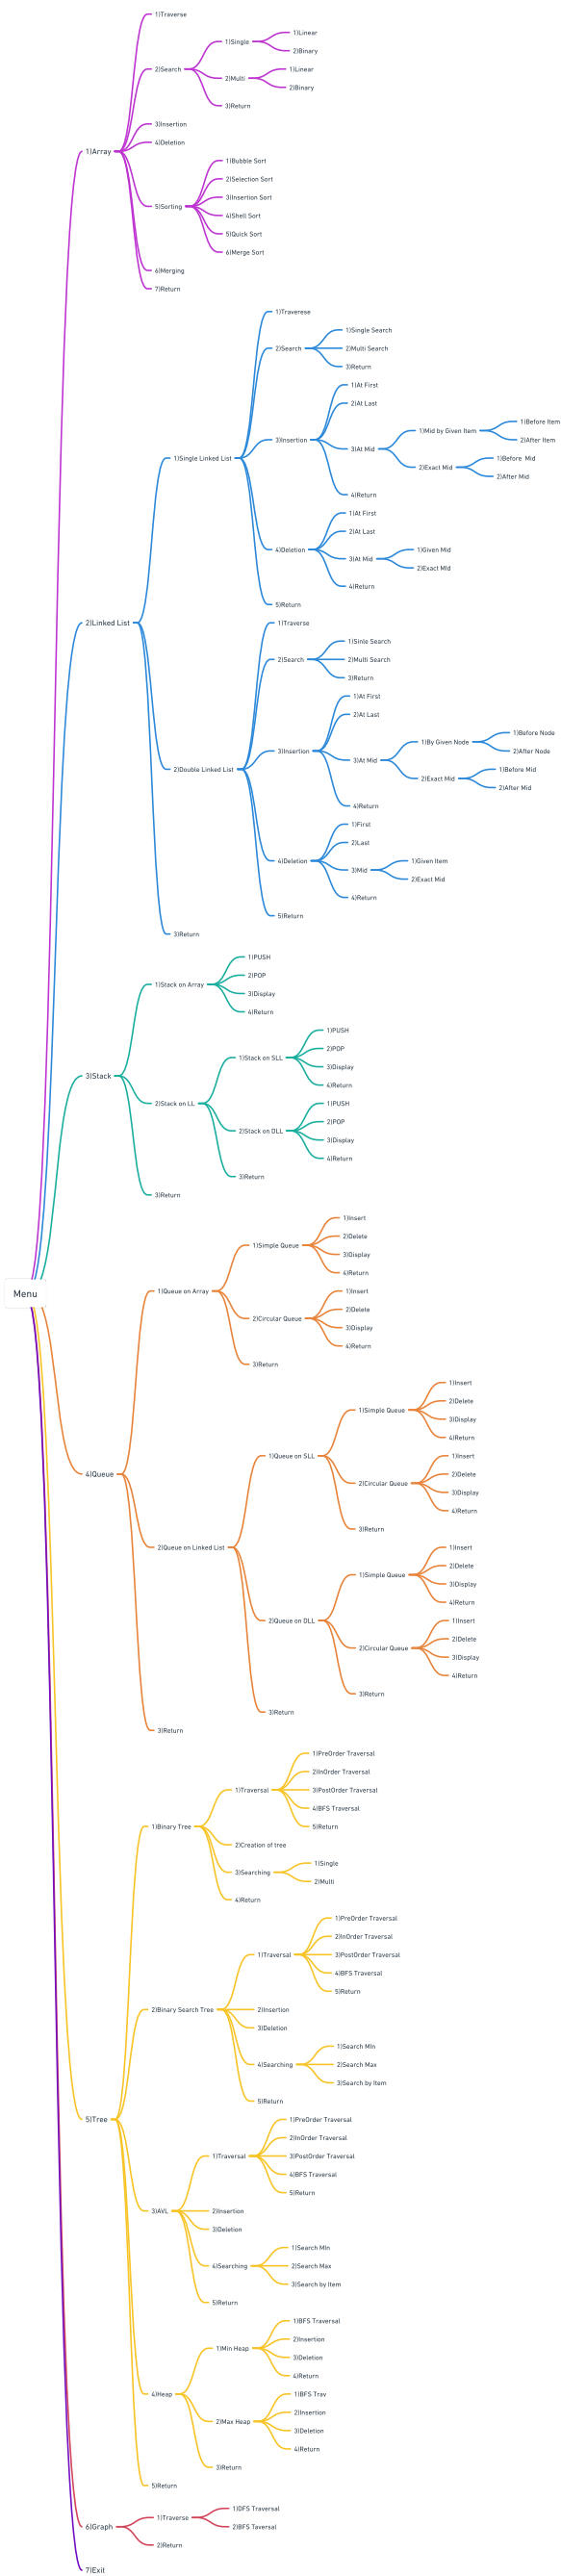 Menu
1)Array
1)Traverse
2)Search
1)Single
1)Linear
2)Binary
2)Multi
1)Linear
2)Binary
3)Return
3)Insertion
4)Deletion
5)Sorting
1)Bubble Sort
2)Selection Sort
3)Insertion Sort
4)Shell Sort
5)Quick Sort
6)Merge Sort
6)Merging
7)Return
2)Linked List
1)Single Linked List
1)Traverese
2)Search
1)Single Search
2)Multi Search
3)Return
3)Insertion
1)At First
2)At Last
3)At Mid
1)Mid by Given Item
1)Before Item
2)After Item
2)Exact Mid
1)Before  Mid
2)After Mid
4)Return
4)Deletion
1)At First
2)At Last
3)At Mid
1)Given Mid
2)Exact MId
4)Return
5)Return
2)Double Linked List
1)Traverse
2)Search
1)Sinle Search
2)Multi Search
3)Return
3)Insertion
1)At First
2)At Last
3)At Mid
1)By Given Node
1)Before Node
2)After Node
2)Exact Mid
1)Before Mid
2)After Mid
4)Return
4)Deletion
1)First
2)Last
3)Mid
1)Given Item
2)Exact Mid
4)Return
5)Return
3)Return
3)Stack
1)Stack on Array
1)PUSH
2)POP
3)Display
4)Return
2)Stack on LL
1)Stack on SLL
1)PUSH
2)POP
3)Display
4)Return
2)Stack on DLL
1)PUSH
2)POP
3)Display
4)Return
3)Return
3)Return
4)Queue
1)Queue on Array
1)Simple Queue
1)Insert
2)Delete
3)Display
4)Return
2)Circular Queue
1)Insert
2)Delete
3)Display
4)Return
3)Return
2)Queue on Linked List
1)Queue on SLL
1)Simple Queue
1)Insert
2)Delete
3)Display
4)Return
2)Circular Queue
1)Insert
2)Delete
3)Display
4)Return
3)Return
2)Queue on DLL
1)Simple Queue
1)Insert
2)Delete
3)Display
4)Return
2)Circular Queue
1)Insert
2)Delete
3)Display
4)Return
3)Return
3)Return
3)Return
5)Tree
1)Binary Tree
1)Traversal
1)PreOrder Traversal
2)InOrder Traversal
3)PostOrder Traversal
4)BFS Traversal
5)Return
2)Creation of tree
3)Searching
1)Single
2)Multi
4)Return
2)Binary Search Tree
1)Traversal
1)PreOrder Traversal
2)InOrder Traversal
3)PostOrder Traversal
4)BFS Traversal
5)Return
2)Insertion
3)Deletion
4)Searching
1)Search MIn
2)Search Max
3)Search by Item
5)Return
3)AVL
1)Traversal
1)PreOrder Traversal
2)InOrder Traversal
3)PostOrder Traversal
4)BFS Traversal
5)Return
2)Insertion
3)Deletion
4)Searching
1)Search MIn
2)Search Max
3)Search by Item
5)Return
4)Heap
1)Min Heap
1)BFS Traversal
2)Insertion
3)Deletion
4)Return
2)Max Heap
1)BFS Trav
2)Insertion
3)Deletion
4)Return
3)Return
5)Return
6)Graph
1)Traverse
1)DFS Traversal
2)BFS Taversal
2)Return
7)Exit